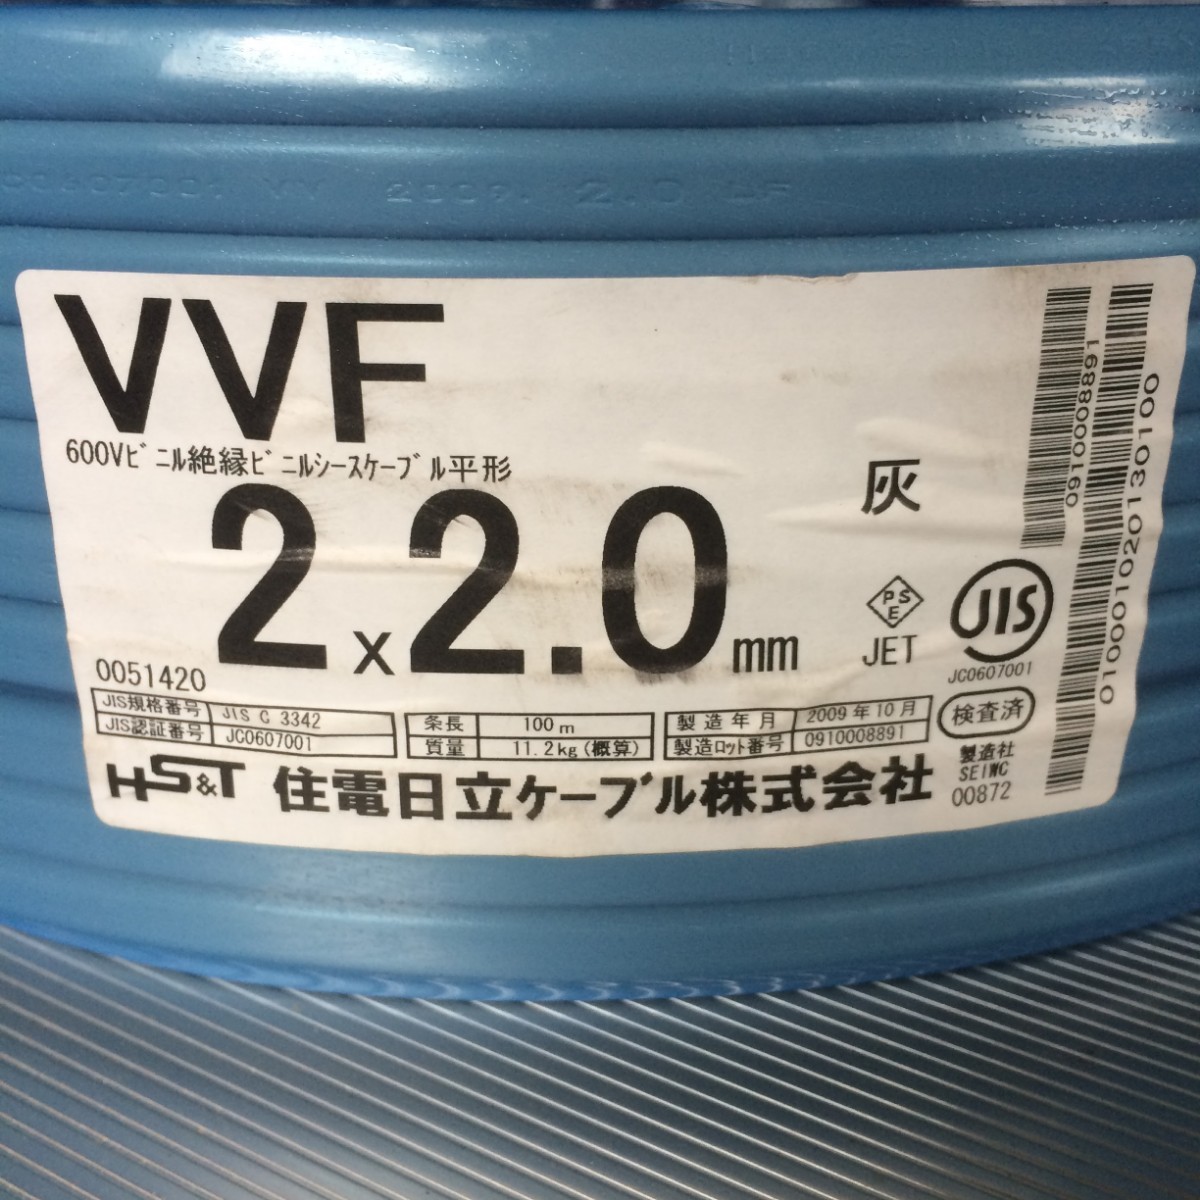 2009. 2.0
VVF
600Vビニル絶縁ビニルシースケーブル平形
2x2.0mm
灰
0051420
PSE
JET
JIS
JC0607001
JIS規格番号 JIS C 3342
JIS認証番号 JC0607001
条長 100m
質量 11.2kg(概算)
製造年月 2009年10月
製造ロット番号 0910008891
検査済
製造社
SEIWC
00872
HS&T 住電日立ケーブル株式会社
0910008891
010001020130100